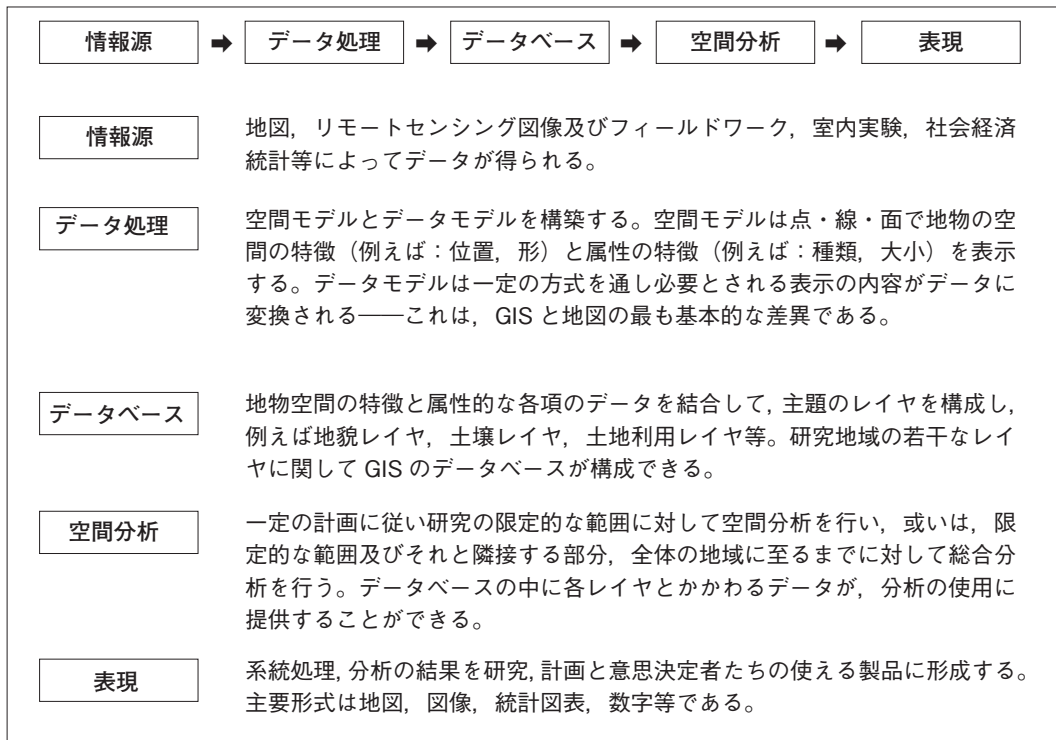 情報源 ➡ データ処理 ➡ データベース ➡ 空間分析 ➡ 表現
情報源
地図，リモートセンシング図像及びフィールドワーク，室内実験，社会経済
統計等によってデータが得られる。
データ処理
空間モデルとデータモデルを構築する。空間モデルは点・線・面で地物の空
間の特徴（例えば：位置，形）と属性の特徴（例えば：種類，大小）を表示
する。データモデルは一定の方式を通し必要とされる表示の内容がデータに
変換される──これは，GIS と地図の最も基本的な差異である。
データベース
地物空間の特徴と属性的な各項のデータを結合して，主題のレイヤを構成し，
例えば地貌レイヤ，土壌レイヤ，土地利用レイヤ等。研究地域の若干なレイ
ヤに関して GIS のデータベースが構成できる。
空間分析
一定の計画に従い研究の限定的な範囲に対して空間分析を行い，或いは，限
定的な範囲及びそれと隣接する部分，全体の地域に至るまでに対して総合分
析を行う。データベースの中に各レイヤとかかわるデータが，分析の使用に
提供することができる。
表現
系統処理，分析の結果を研究，計画と意思決定者たちの使える製品に形成する。
主要形式は地図，図像，統計図表，数字等である。